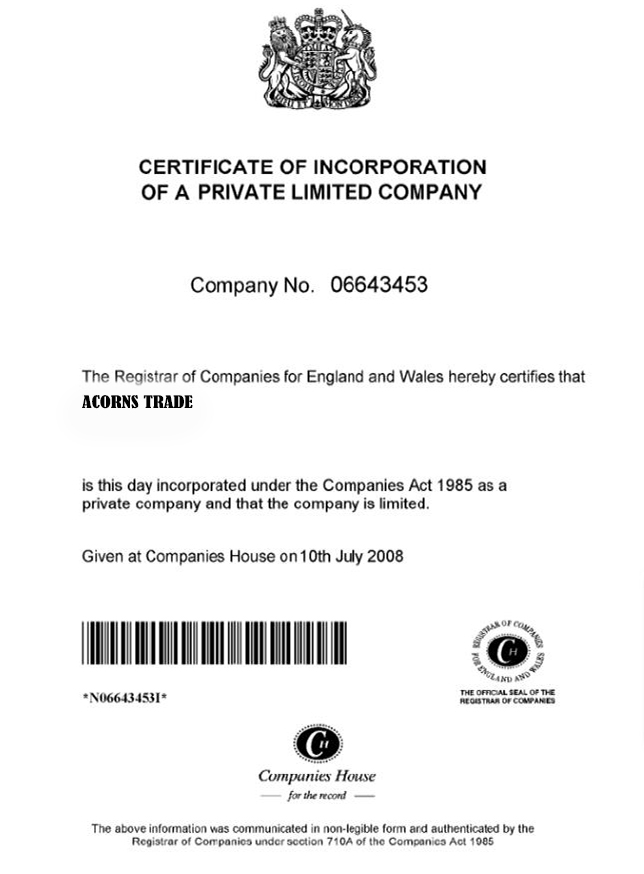 CERTIFICATE OF INCORPORATION
OF A PRIVATE LIMITED COMPANY
Company No. 06643453
The Registrar of Companies for England and Wales hereby certifies that
ACORNS TRADE
is this day incorporated under the Companies Act 1985 as a
private company and that the company is limited.
Given at Companies House on 10th July 2008
REGISTRAR OF COMPANIES
FOR ENGLAND AND WALES
CH
*N06643453I*
THE OFFICIAL SEAL OF THE
REGISTRAR OF COMPANIES
CH
Companies House
for the record
The above information was communicated in non-legible form and authenticated by the
Registrar of Companies under section 710A of the Companies Act 1985